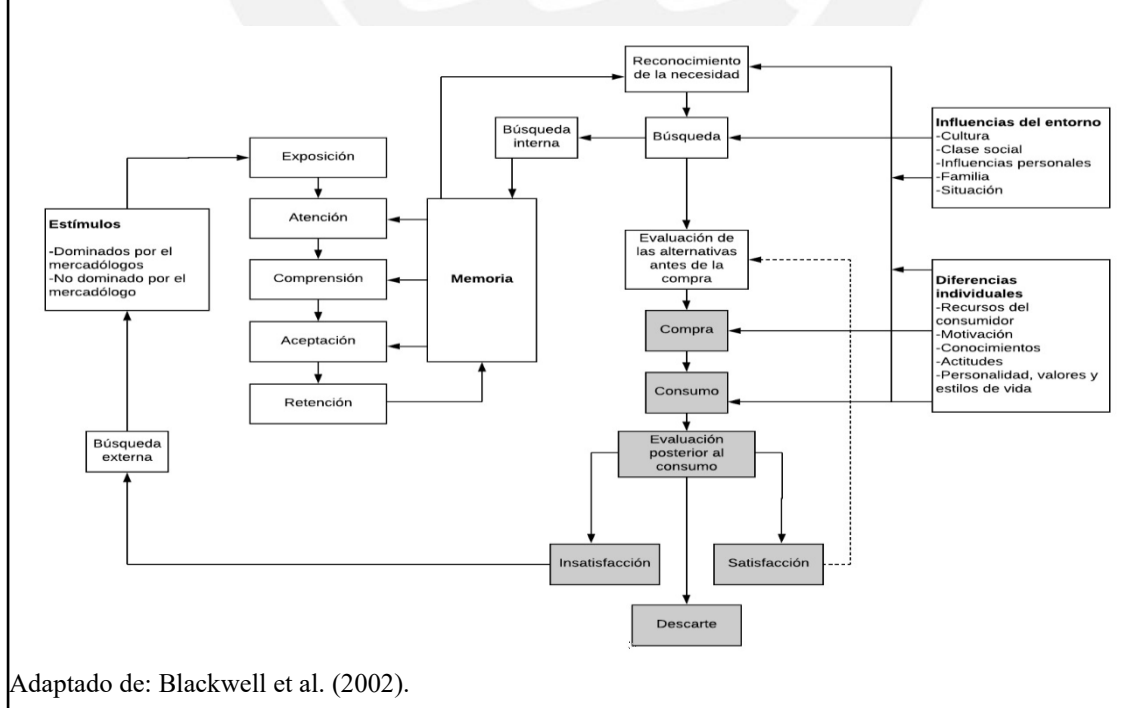 Reconocimiento
de la necesidad
Búsqueda
interna
Búsqueda
Influencias del entorno
-Cultura
-Clase social
-Influencias personales
-Familia
-Situación
Exposición
Atención
Estímulos
-Dominados por el
mercadólogos
-No dominado por el
mercadólogo
Comprensión
Memoria
Evaluación de
las alternativas
antes de la
compra
Diferencias
individuales
-Recursos del
consumidor
-Motivación
-Conocimientos
-Actitudes
-Personalidad, valores y
estilos de vida
Aceptación
Compra
Retención
Consumo
Búsqueda
externa
Evaluación
posterior al
consumo
Insatisfacción
Satisfacción
Descarte
Adaptado de: Blackwell et al. (2002).